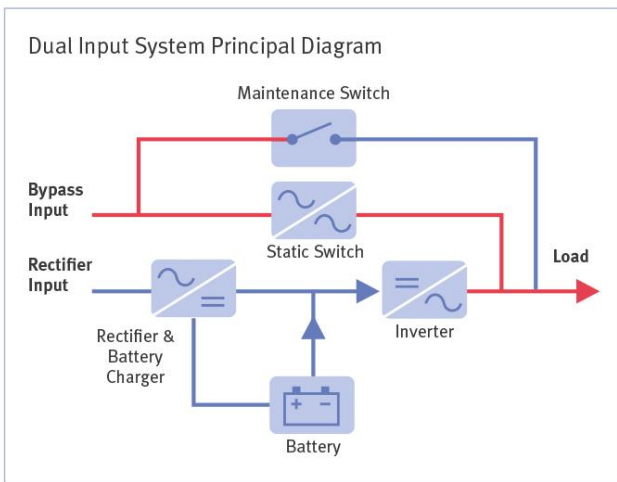 Dual Input System Principal Diagram
Maintenance Switch
Bypass
Input
Static Switch
Load
Rectifier
Input
Rectifier &
Battery
Charger
Inverter
+ −
Battery